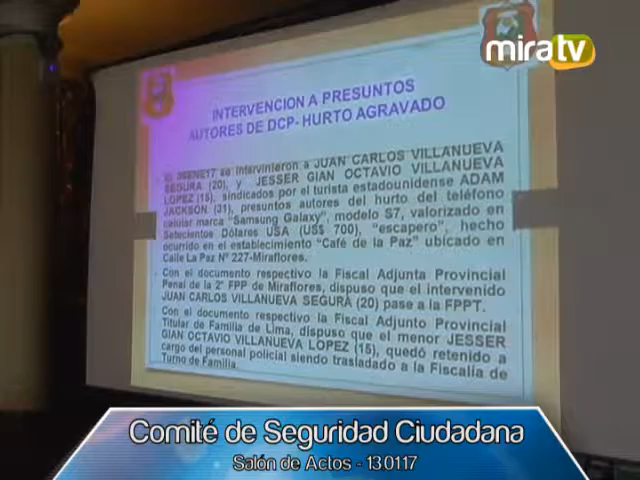 miratv
INTERVENCION A PRESUNTOS
AUTORES DE DCP- HURTO AGRAVADO
El 09ENE17 se intervinieron a JUAN CARLOS VILLANUEVA
SEGURA (20), y JESSER GIAN OCTAVIO VILLANUEVA
LOPEZ (15), sindicados por el turista estadounidense ADAM
JACKSON (31), presuntos autores del hurto del teléfono
celular marca "Samsung Galaxy", modelo S7, valorizado en
Setecientos Dólares USA (US$ 700), "escapero", hecho
ocurrido en el establecimiento "Café de la Paz" ubicado en
Calle La Paz N° 227-Miraflores.
Con el documento respectivo la Fiscal Adjunta Provincial
Penal de la 2° FPP de Miraflores, dispuso que el intervenido
JUAN CARLOS VILLANUEVA SEGURA (20) pase a la FPPT.
Con el documento respectivo la Fiscal Adjunto Provincial
Titular de Familia de Lima, dispuso que el menor JESSER
GIAN OCTAVIO VILLANUEVA LOPEZ (15), quedó retenido a
cargo del personal policial siendo trasladado a la Fiscalía de
Turno de Familia.
Comité de Seguridad Ciudadana
Salón de Actos - 130117